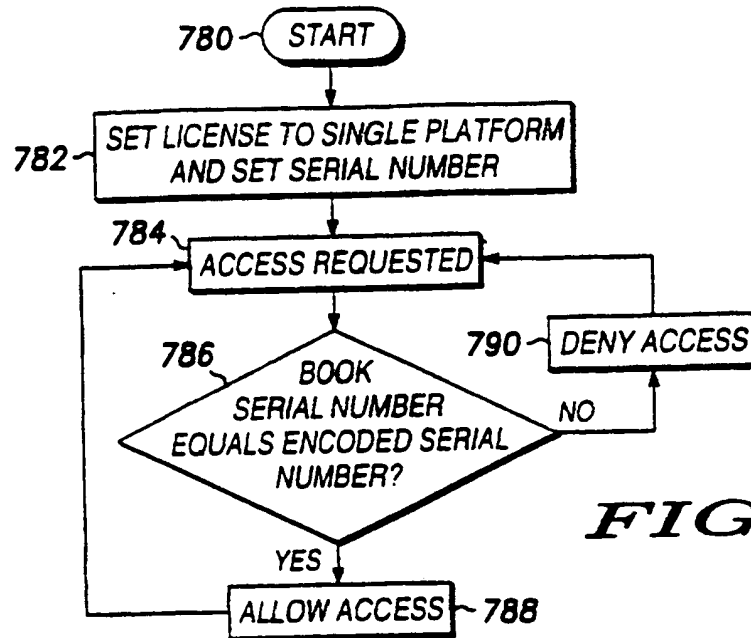 780 START
782 SET LICENSE TO SINGLE PLATFORM
AND SET SERIAL NUMBER
784
ACCESS REQUESTED
790 DENY ACCESS
786 BOOK
SERIAL NUMBER
EQUALS ENCODED SERIAL
NUMBER?
NO
FIG
YES
ALLOW ACCESS 788